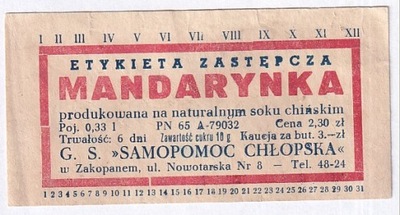 I II III IV V VI VII VIII IX X XI XII
ETYKIETA ZASTĘPCZA
MANDARYNKA
produkowana na naturalnym soku chińskim
Poj. 0,33 l PN 65 A-79032 Cena 2,30 zł
Trwałość: 6 dni Zawartość cukru 10 g Kaucja za but. 3.-zł
G. S. »SAMOPOMOC CHŁOPSKA«
w Zakopanem, ul. Nowotarska Nr 8 – Tel. 48-24
1 2 3 4 5 6 7 8 9 10 11 12 13 14 15 16 17 18 19 20 21 22 23 24 25 26 27 28 29 30 31